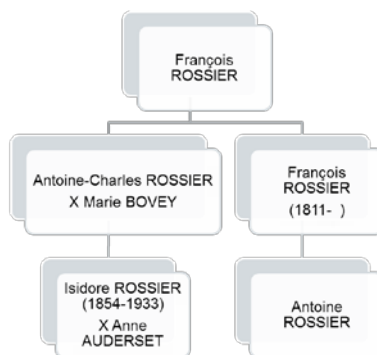 François
ROSSIER
Antoine-Charles ROSSIER
X Marie BOVEY
François
ROSSIER
(1811-  )
Isidore ROSSIER
(1854-1933)
X Anne
AUDERSET
Antoine
ROSSIER